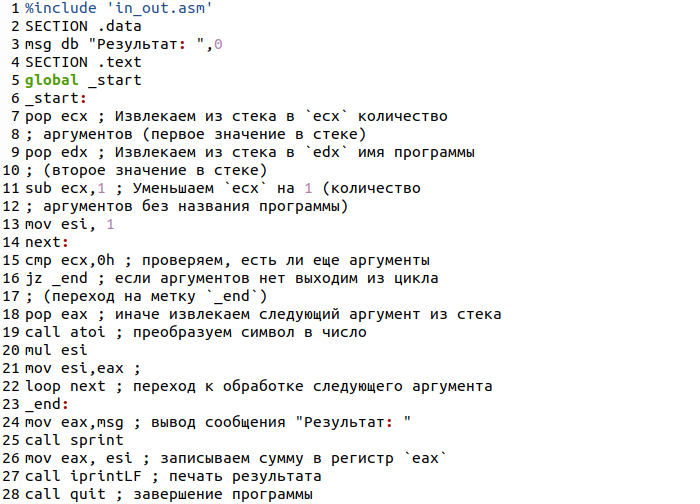 1 %include 'in_out.asm'
2 SECTION .data
3 msg db "Результат: ",0
4 SECTION .text
5 global _start
6 _start:
7 pop ecx ; Извлекаем из стека в `ecx` количество
8 ; аргументов (первое значение в стеке)
9 pop edx ; Извлекаем из стека в `edx` имя программы
10 ; (второе значение в стеке)
11 sub ecx,1 ; Уменьшаем `ecx` на 1 (количество
12 ; аргументов без названия программы)
13 mov esi, 1
14 next:
15 cmp ecx,0h ; проверяем, есть ли еще аргументы
16 jz _end ; если аргументов нет выходим из цикла
17 ; (переход на метку `_end`)
18 pop eax ; иначе извлекаем следующий аргумент из стека
19 call atoi ; преобразуем символ в число
20 mul esi
21 mov esi,eax ;
22 loop next ; переход к обработке следующего аргумента
23 _end:
24 mov eax,msg ; вывод сообщения "Результат: "
25 call sprint
26 mov eax, esi ; записываем сумму в регистр `eax`
27 call iprintLF ; печать результата
28 call quit ; завершение программы